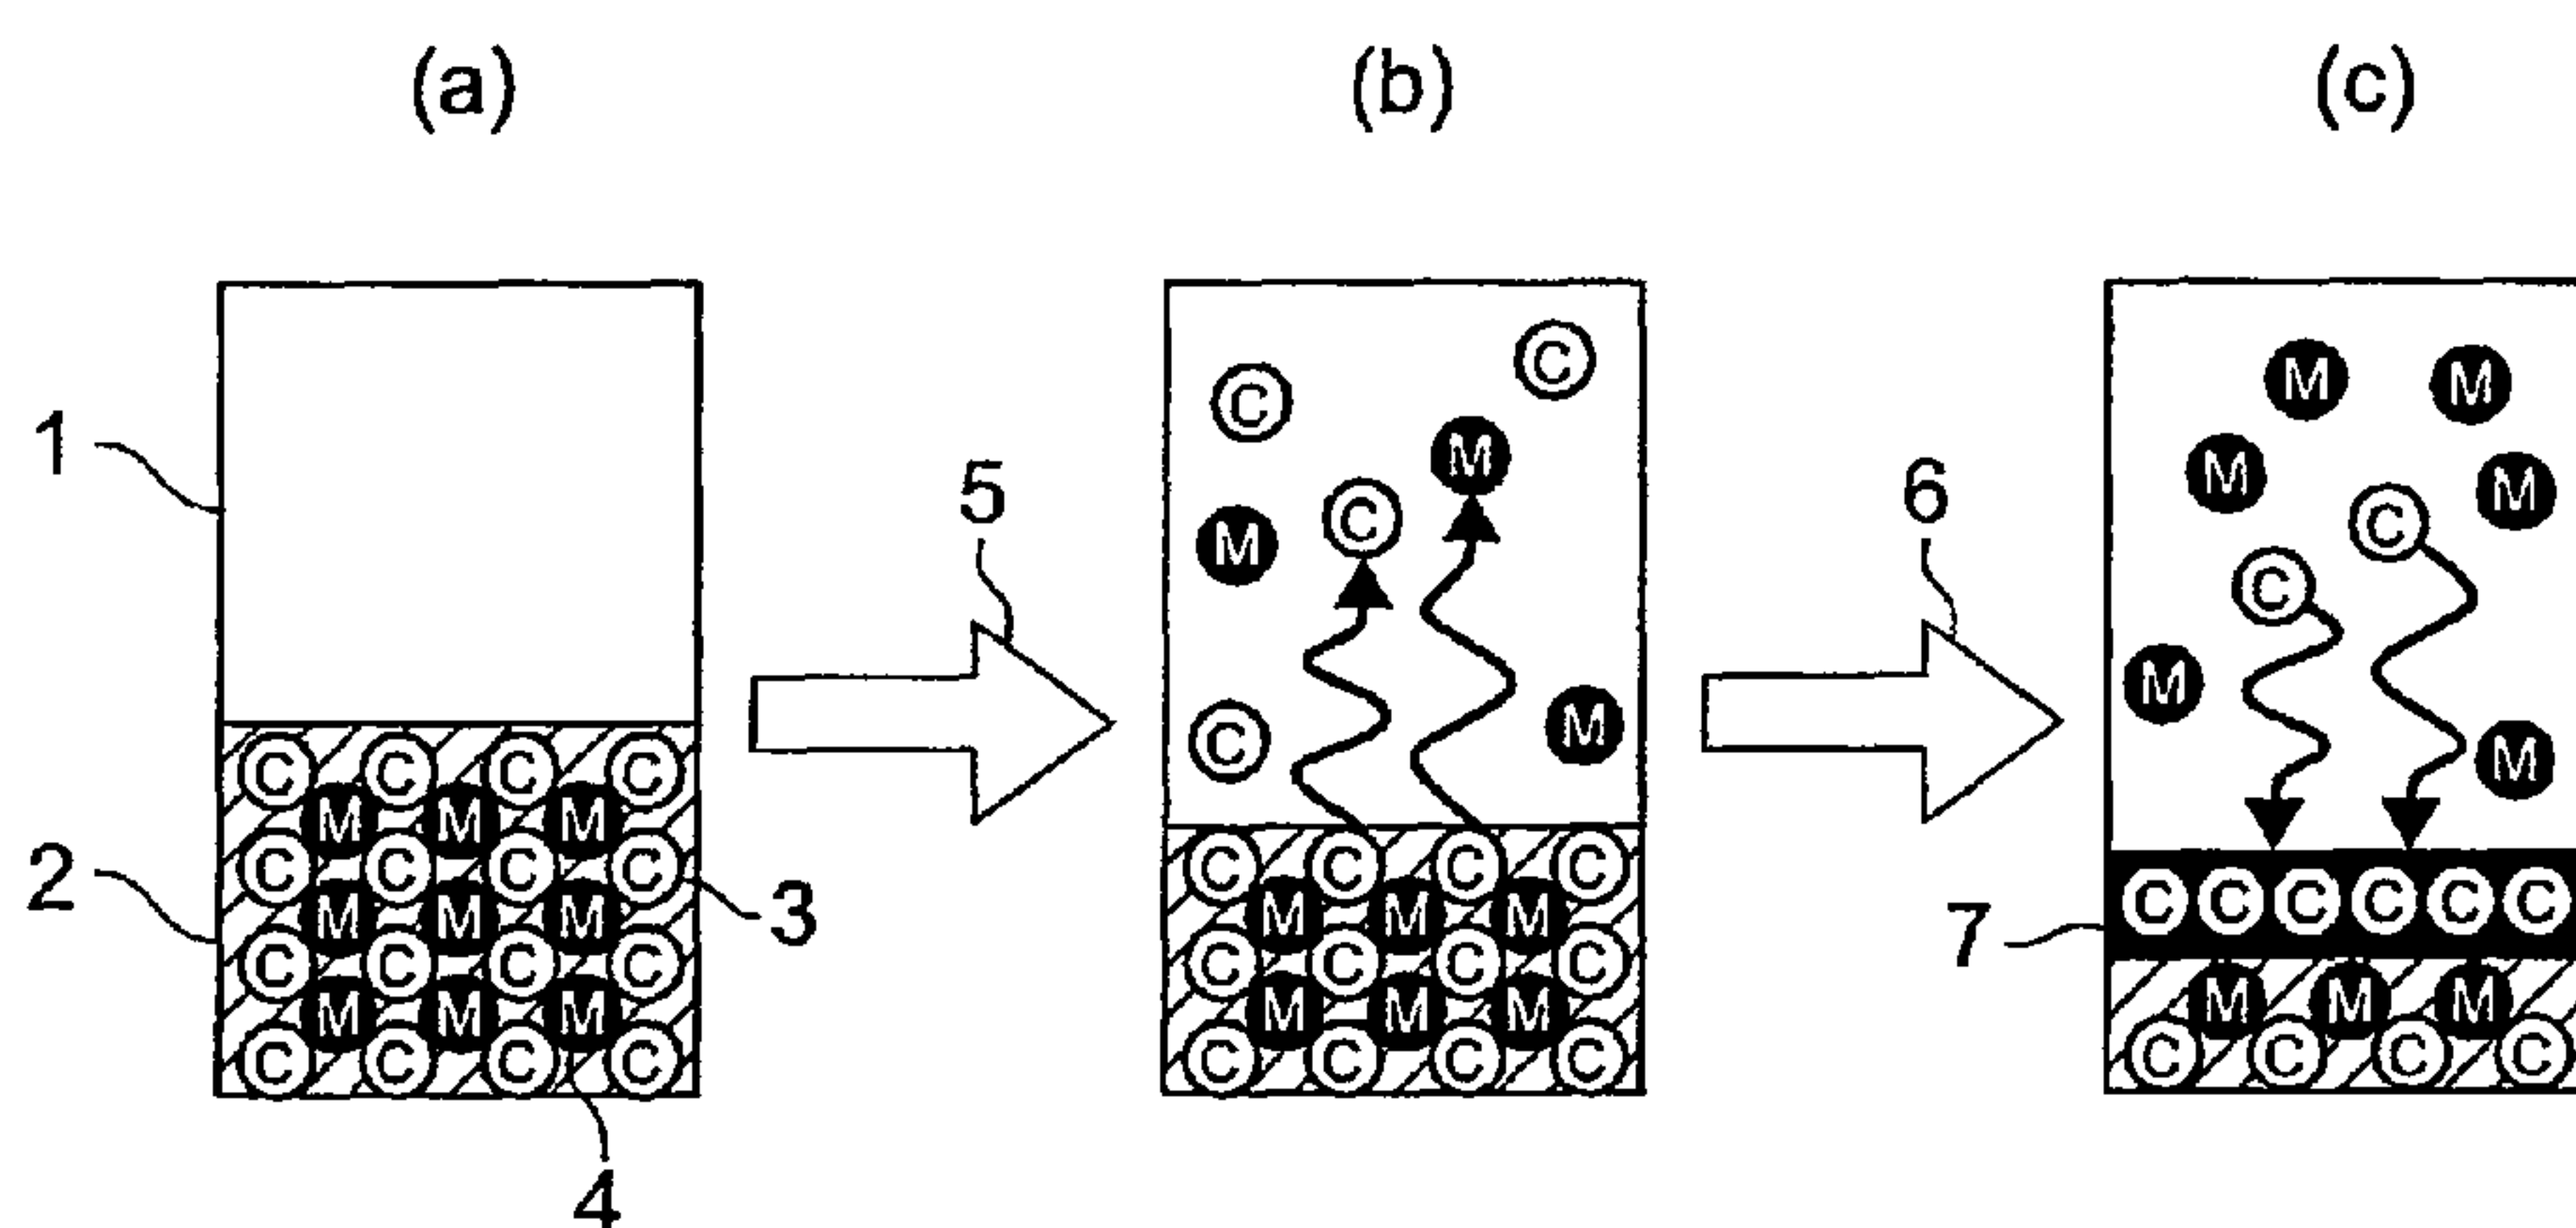 (a) (b) (c)
C C M
M M
1 5 M C 6 M C M
C
M
C M M
M
C C C C
M M M
2 C C C C 3 C C C C 7 C C C C C C
M M M M M M
C C C C C C C C M M M
M M M M M M
C C C C C C C C C C C C
4